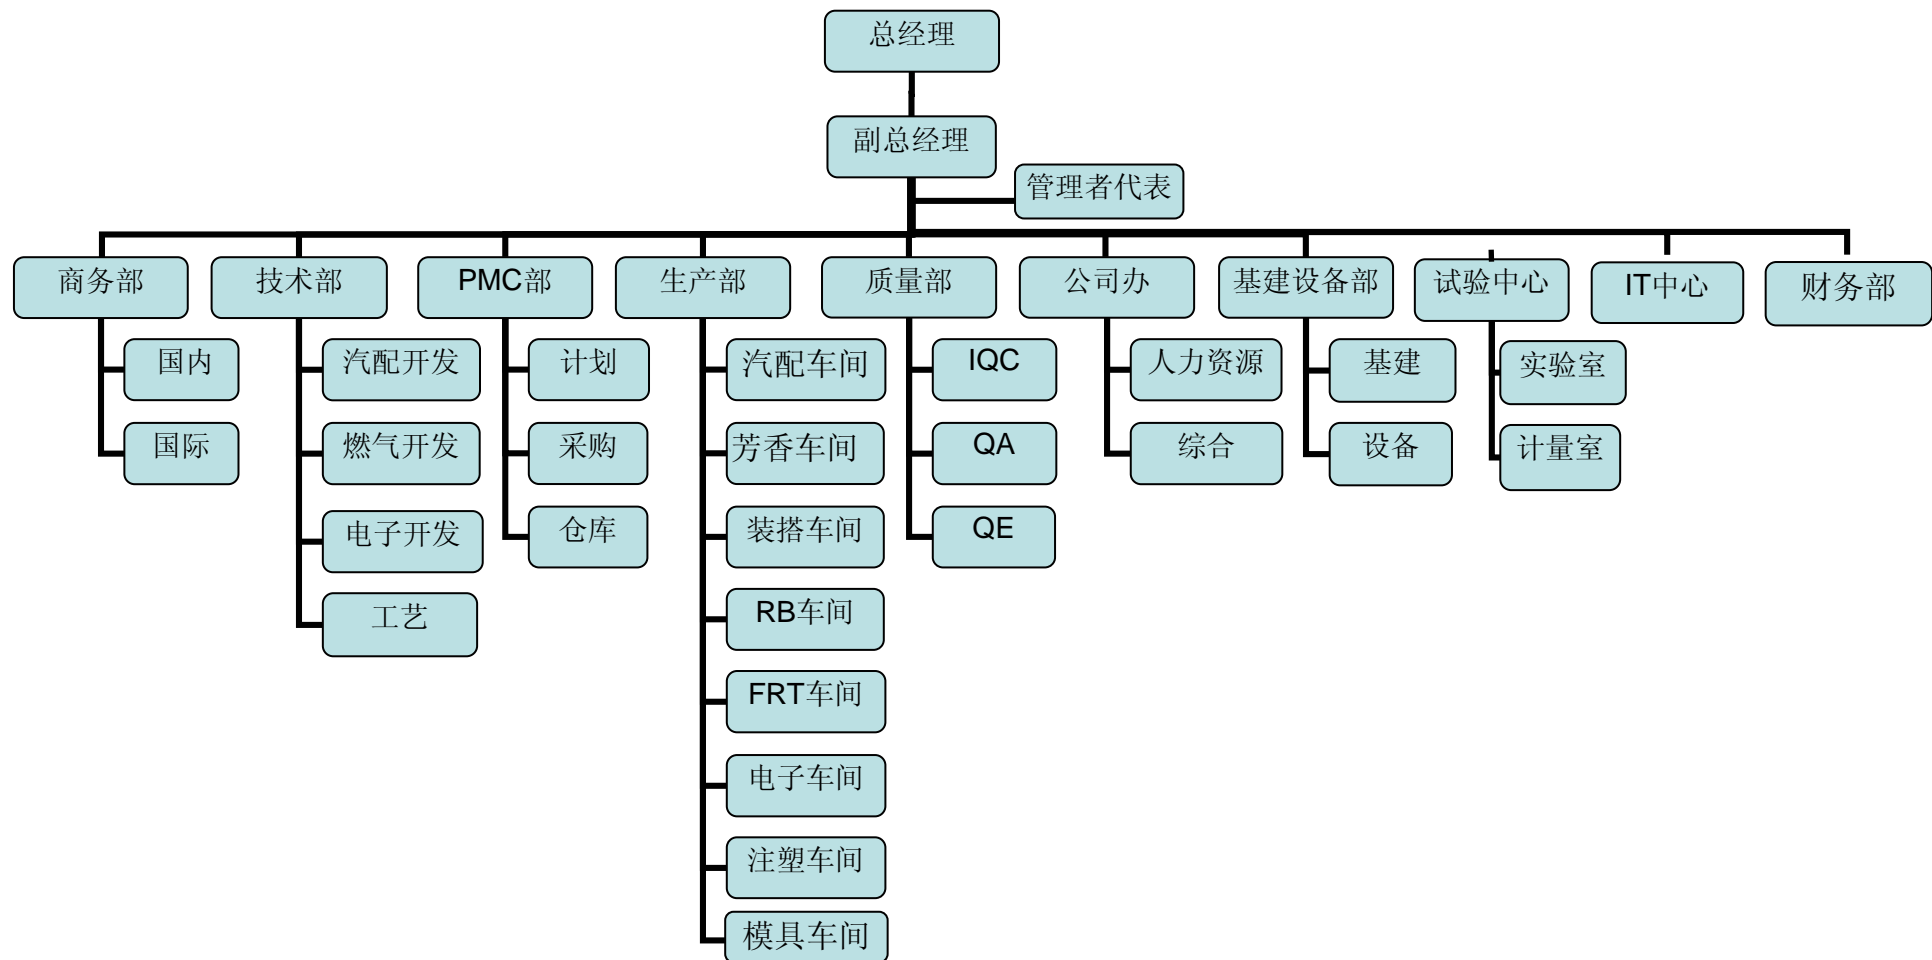 总经理
副总经理
管理者代表
商务部
技术部
PMC部
生产部
质量部
公司办
基建设备部
试验中心
IT中心
财务部
国内
汽配开发
计划
汽配车间
IQC
人力资源
基建
实验室
国际
燃气开发
采购
芳香车间
QA
综合
设备
计量室
电子开发
仓库
装搭车间
QE
工艺
RB车间
FRT车间
电子车间
注塑车间
模具车间